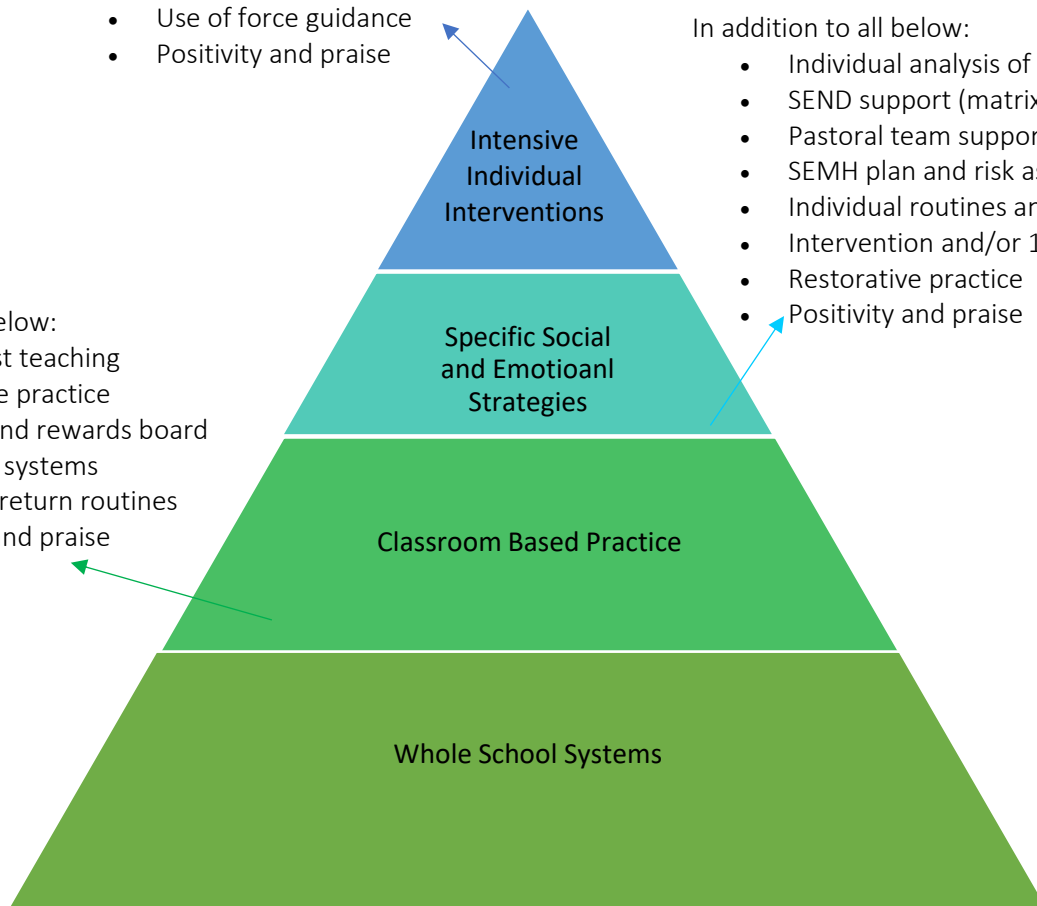 • Use of force guidance
• Positivity and praise
In addition to all below:
• Individual analysis of
• SEND support (matrix
• Pastoral team suppor
• SEMH plan and risk as
• Individual routines an
• Intervention and/or 1
• Restorative practice
• Positivity and praise
Intensive
Individual
Interventions
elow:
st teaching
e practice
nd rewards board
systems
return routines
nd praise
Specific Social
and Emotioanl
Strategies
Classroom Based Practice
Whole School Systems